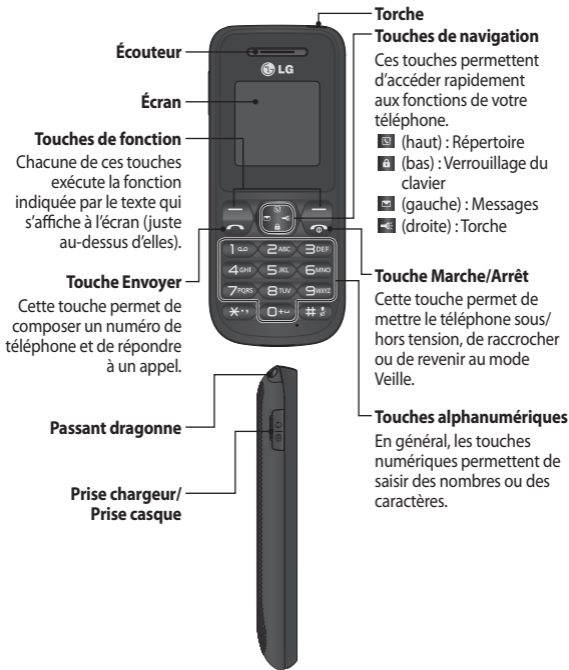 Écouteur
Écran
Touches de fonction
Chacune de ces touches
exécute la fonction
indiquée par le texte qui
s'affiche à l'écran (juste
au-dessus d'elles).
Touche Envoyer
Cette touche permet de
composer un numéro de
téléphone et de répondre
à un appel.
Passant dragonne
Prise chargeur/
Prise casque
LG
1
2 ABC
3 DEF
4 GHI
5 JKL
6 MNO
7 PQRS
8 TUV
9 WXYZ
0 +
#
Torche
Touches de navigation
Ces touches permettent
d'accéder rapidement
aux fonctions de votre
téléphone.
(haut) : Répertoire
(bas) : Verrouillage du
clavier
(gauche) : Messages
(droite) : Torche
Touche Marche/Arrêt
Cette touche permet de
mettre le téléphone sous/
hors tension, de raccrocher
ou de revenir au mode
Veille.
Touches alphanumériques
En général, les touches
numériques permettent de
saisir des nombres ou des
caractères.